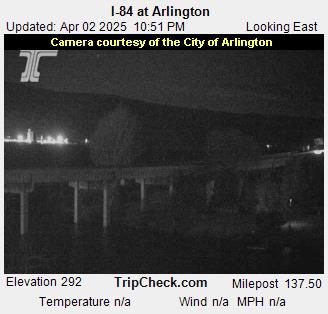 I-84 at Arlington
Updated: Apr 02 2025 10:51 PM Looking East
Camera courtesy of the City of Arlington
Elevation 292 TripCheck.com Milepost 137.50
Temperature n/a Wind n/a MPH n/a